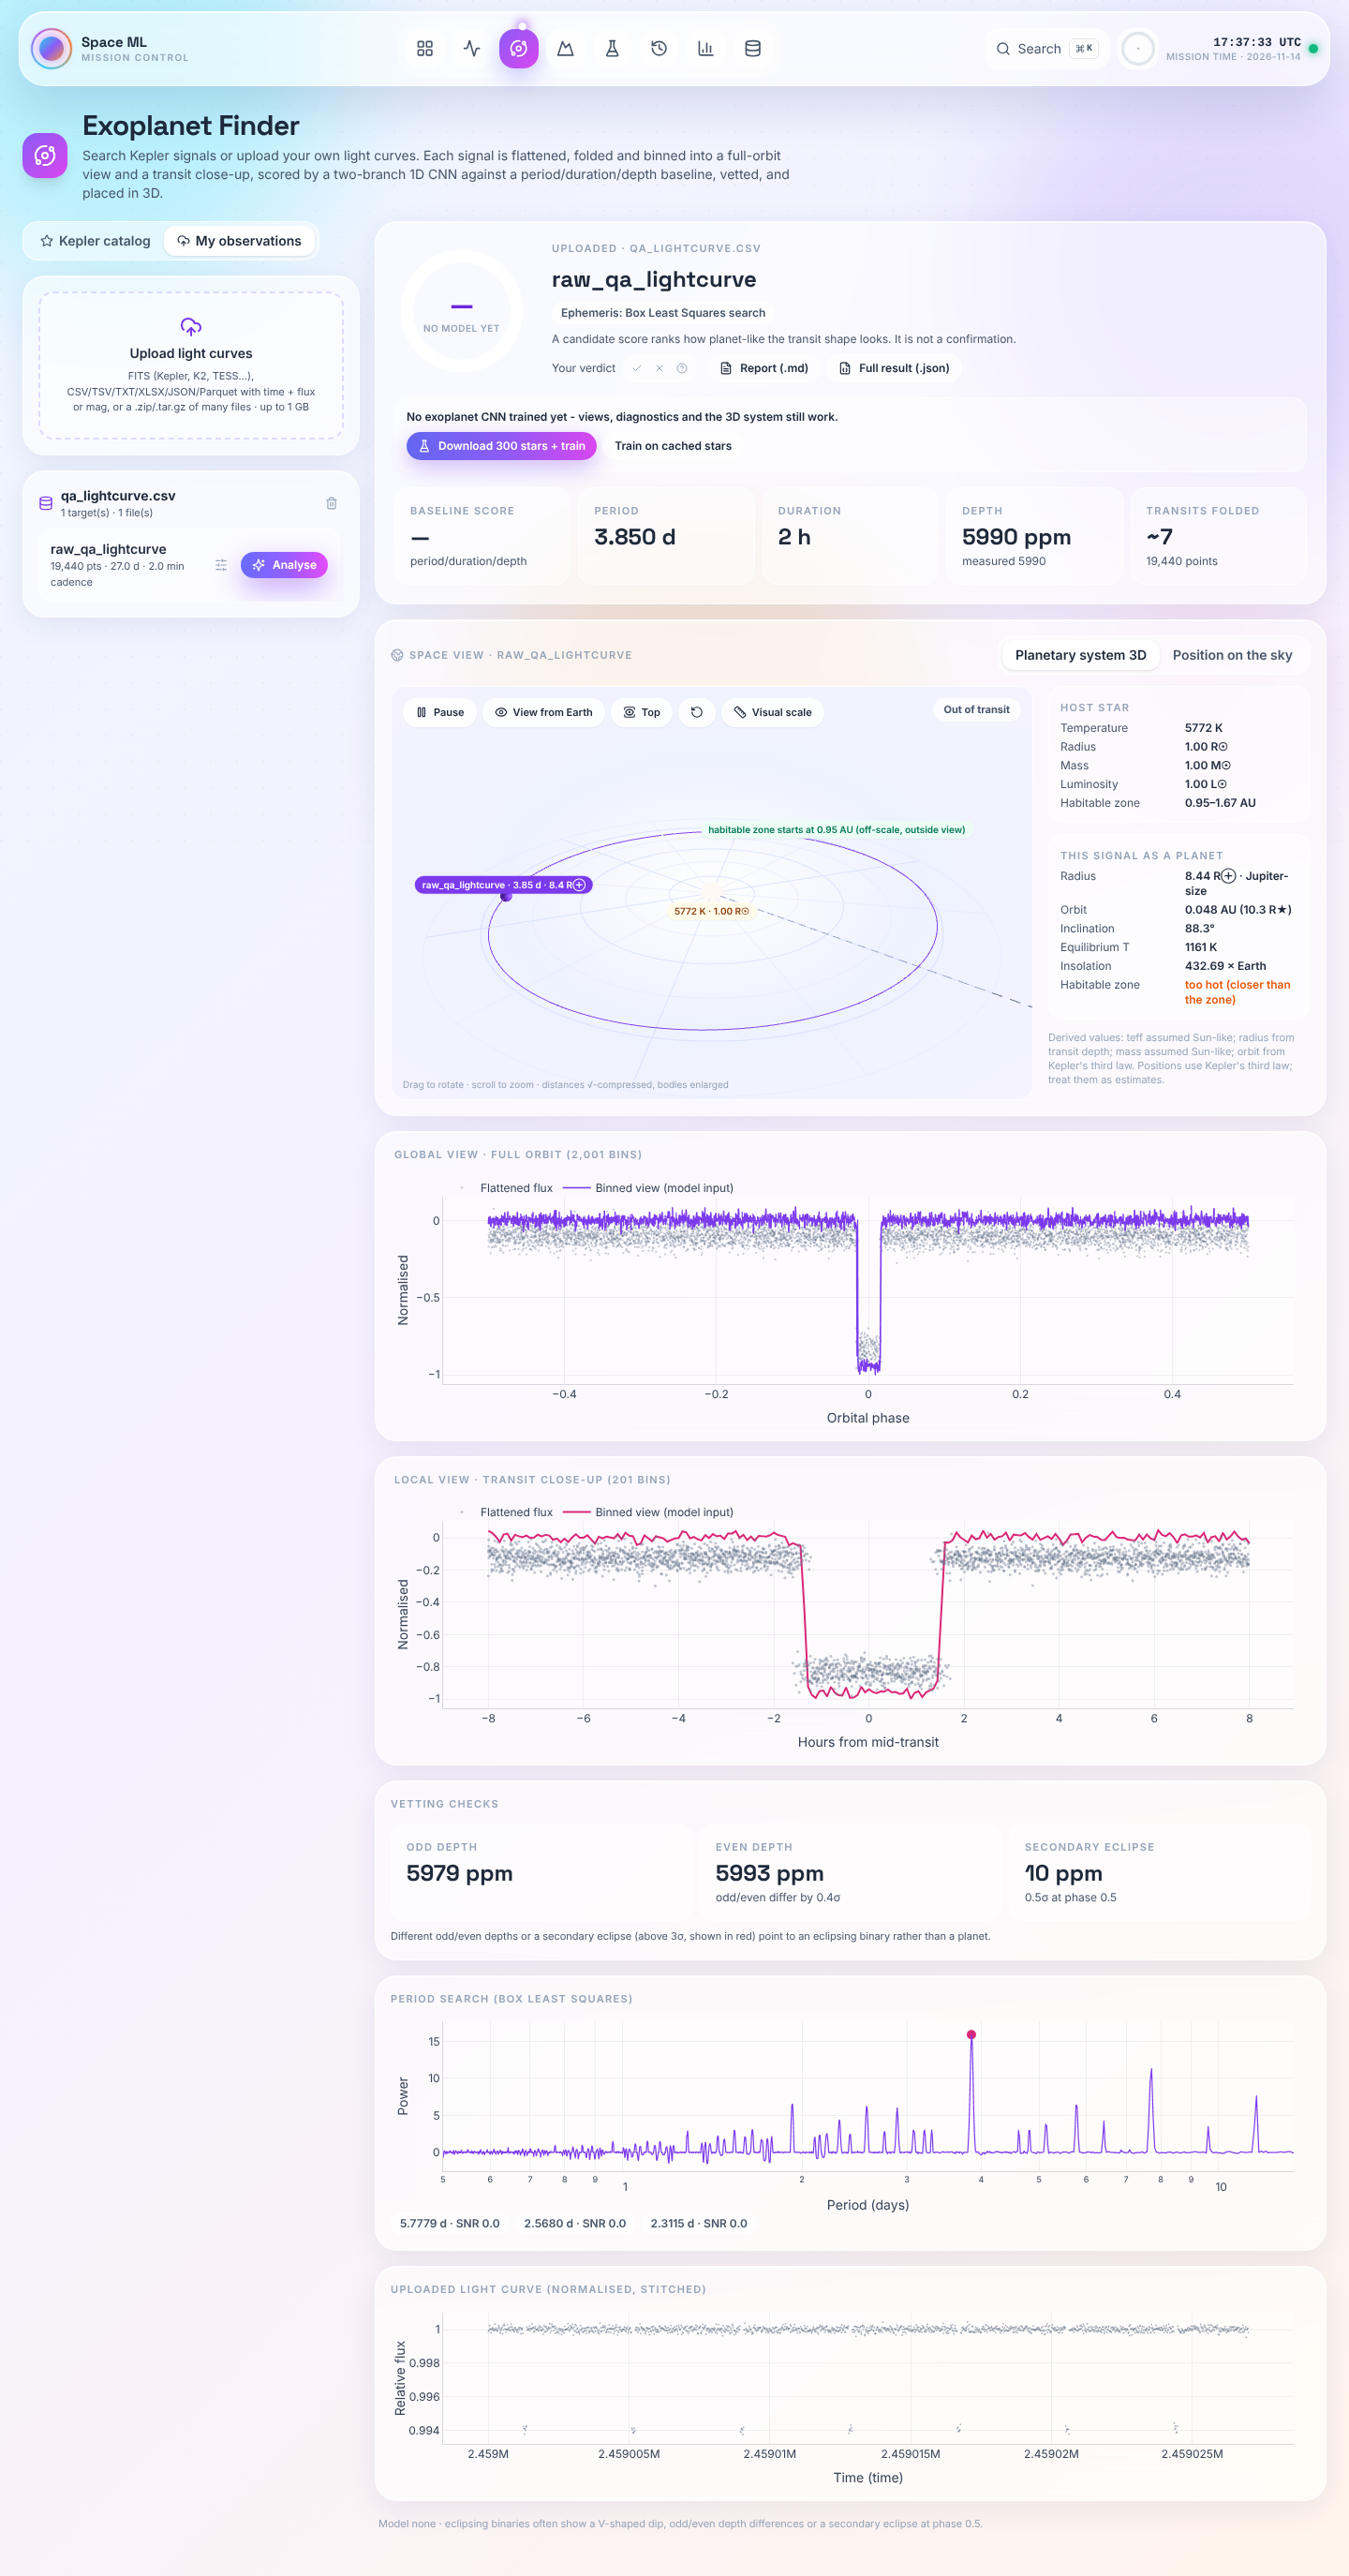 Space ML
MISSION CONTROL
Search ⌘K
17:37:33 UTC
MISSION TIME · 2026-11-14
Exoplanet Finder
Search Kepler signals or upload your own light curves. Each signal is flattened, folded and binned into a full-orbit
view and a transit close-up, scored by a two-branch 1D CNN against a period/duration/depth baseline, vetted, and
placed in 3D.
Kepler catalog
My observations
Upload light curves
FITS (Kepler, K2, TESS…),
CSV/TSV/TXT/XLSX/JSON/Parquet with time + flux
or mag, or a .zip/.tar.gz of many files · up to 1 GB
qa_lightcurve.csv
1 target(s) · 1 file(s)
raw_qa_lightcurve
19,440 pts · 27.0 d · 2.0 min
cadence
Analyse
—
NO MODEL YET
UPLOADED · QA_LIGHTCURVE.CSV
raw_qa_lightcurve
Ephemeris: Box Least Squares search
A candidate score ranks how planet-like the transit shape looks. It is not a confirmation.
Your verdict
Report (.md)
Full result (.json)
No exoplanet CNN trained yet - views, diagnostics and the 3D system still work.
Download 300 stars + train
Train on cached stars
BASELINE SCORE
—
period/duration/depth
PERIOD
3.850 d
DURATION
2 h
DEPTH
5990 ppm
measured 5990
TRANSITS FOLDED
~7
19,440 points
SPACE VIEW · RAW_QA_LIGHTCURVE
Planetary system 3D
Position on the sky
Pause
View from Earth
Top
Visual scale
Out of transit
habitable zone starts at 0.95 AU (off-scale, outside view)
raw_qa_lightcurve · 3.85 d · 8.4 R⊕
5772 K · 1.00 R☉
Drag to rotate · scroll to zoom · distances √-compressed, bodies enlarged
HOST STAR
Temperature 5772 K
Radius 1.00 R☉
Mass 1.00 M☉
Luminosity 1.00 L☉
Habitable zone 0.95–1.67 AU
THIS SIGNAL AS A PLANET
Radius 8.44 R⊕ · Jupiter-
size
Orbit 0.048 AU (10.3 R★)
Inclination 88.3°
Equilibrium T 1161 K
Insolation 432.69 × Earth
Habitable zone too hot (closer than
the zone)
Derived values: teff assumed Sun-like; radius from
transit depth; mass assumed Sun-like; orbit from
Kepler's third law. Positions use Kepler's third law;
treat them as estimates.
GLOBAL VIEW · FULL ORBIT (2,001 BINS)
Flattened flux
Binned view (model input)
Normalised
0
−0.5
−1
−0.4 −0.2 0 0.2 0.4
Orbital phase
LOCAL VIEW · TRANSIT CLOSE-UP (201 BINS)
Flattened flux
Binned view (model input)
Normalised
0
−0.2
−0.4
−0.6
−0.8
−1
−8 −6 −4 −2 0 2 4 6 8
Hours from mid-transit
VETTING CHECKS
ODD DEPTH
5979 ppm
EVEN DEPTH
5993 ppm
odd/even differ by 0.4σ
SECONDARY ECLIPSE
10 ppm
0.5σ at phase 0.5
Different odd/even depths or a secondary eclipse (above 3σ, shown in red) point to an eclipsing binary rather than a planet.
PERIOD SEARCH (BOX LEAST SQUARES)
Power
15
10
5
0
5 6 7 8 9 1 2 3 4 5 6 7 8 9 10
Period (days)
5.7779 d · SNR 0.0
2.5680 d · SNR 0.0
2.3115 d · SNR 0.0
UPLOADED LIGHT CURVE (NORMALISED, STITCHED)
Relative flux
1
0.998
0.996
0.994
2.459M 2.459005M 2.45901M 2.459015M 2.45902M 2.459025M
Time (time)
Model none · eclipsing binaries often show a V-shaped dip, odd/even depth differences or a secondary eclipse at phase 0.5.